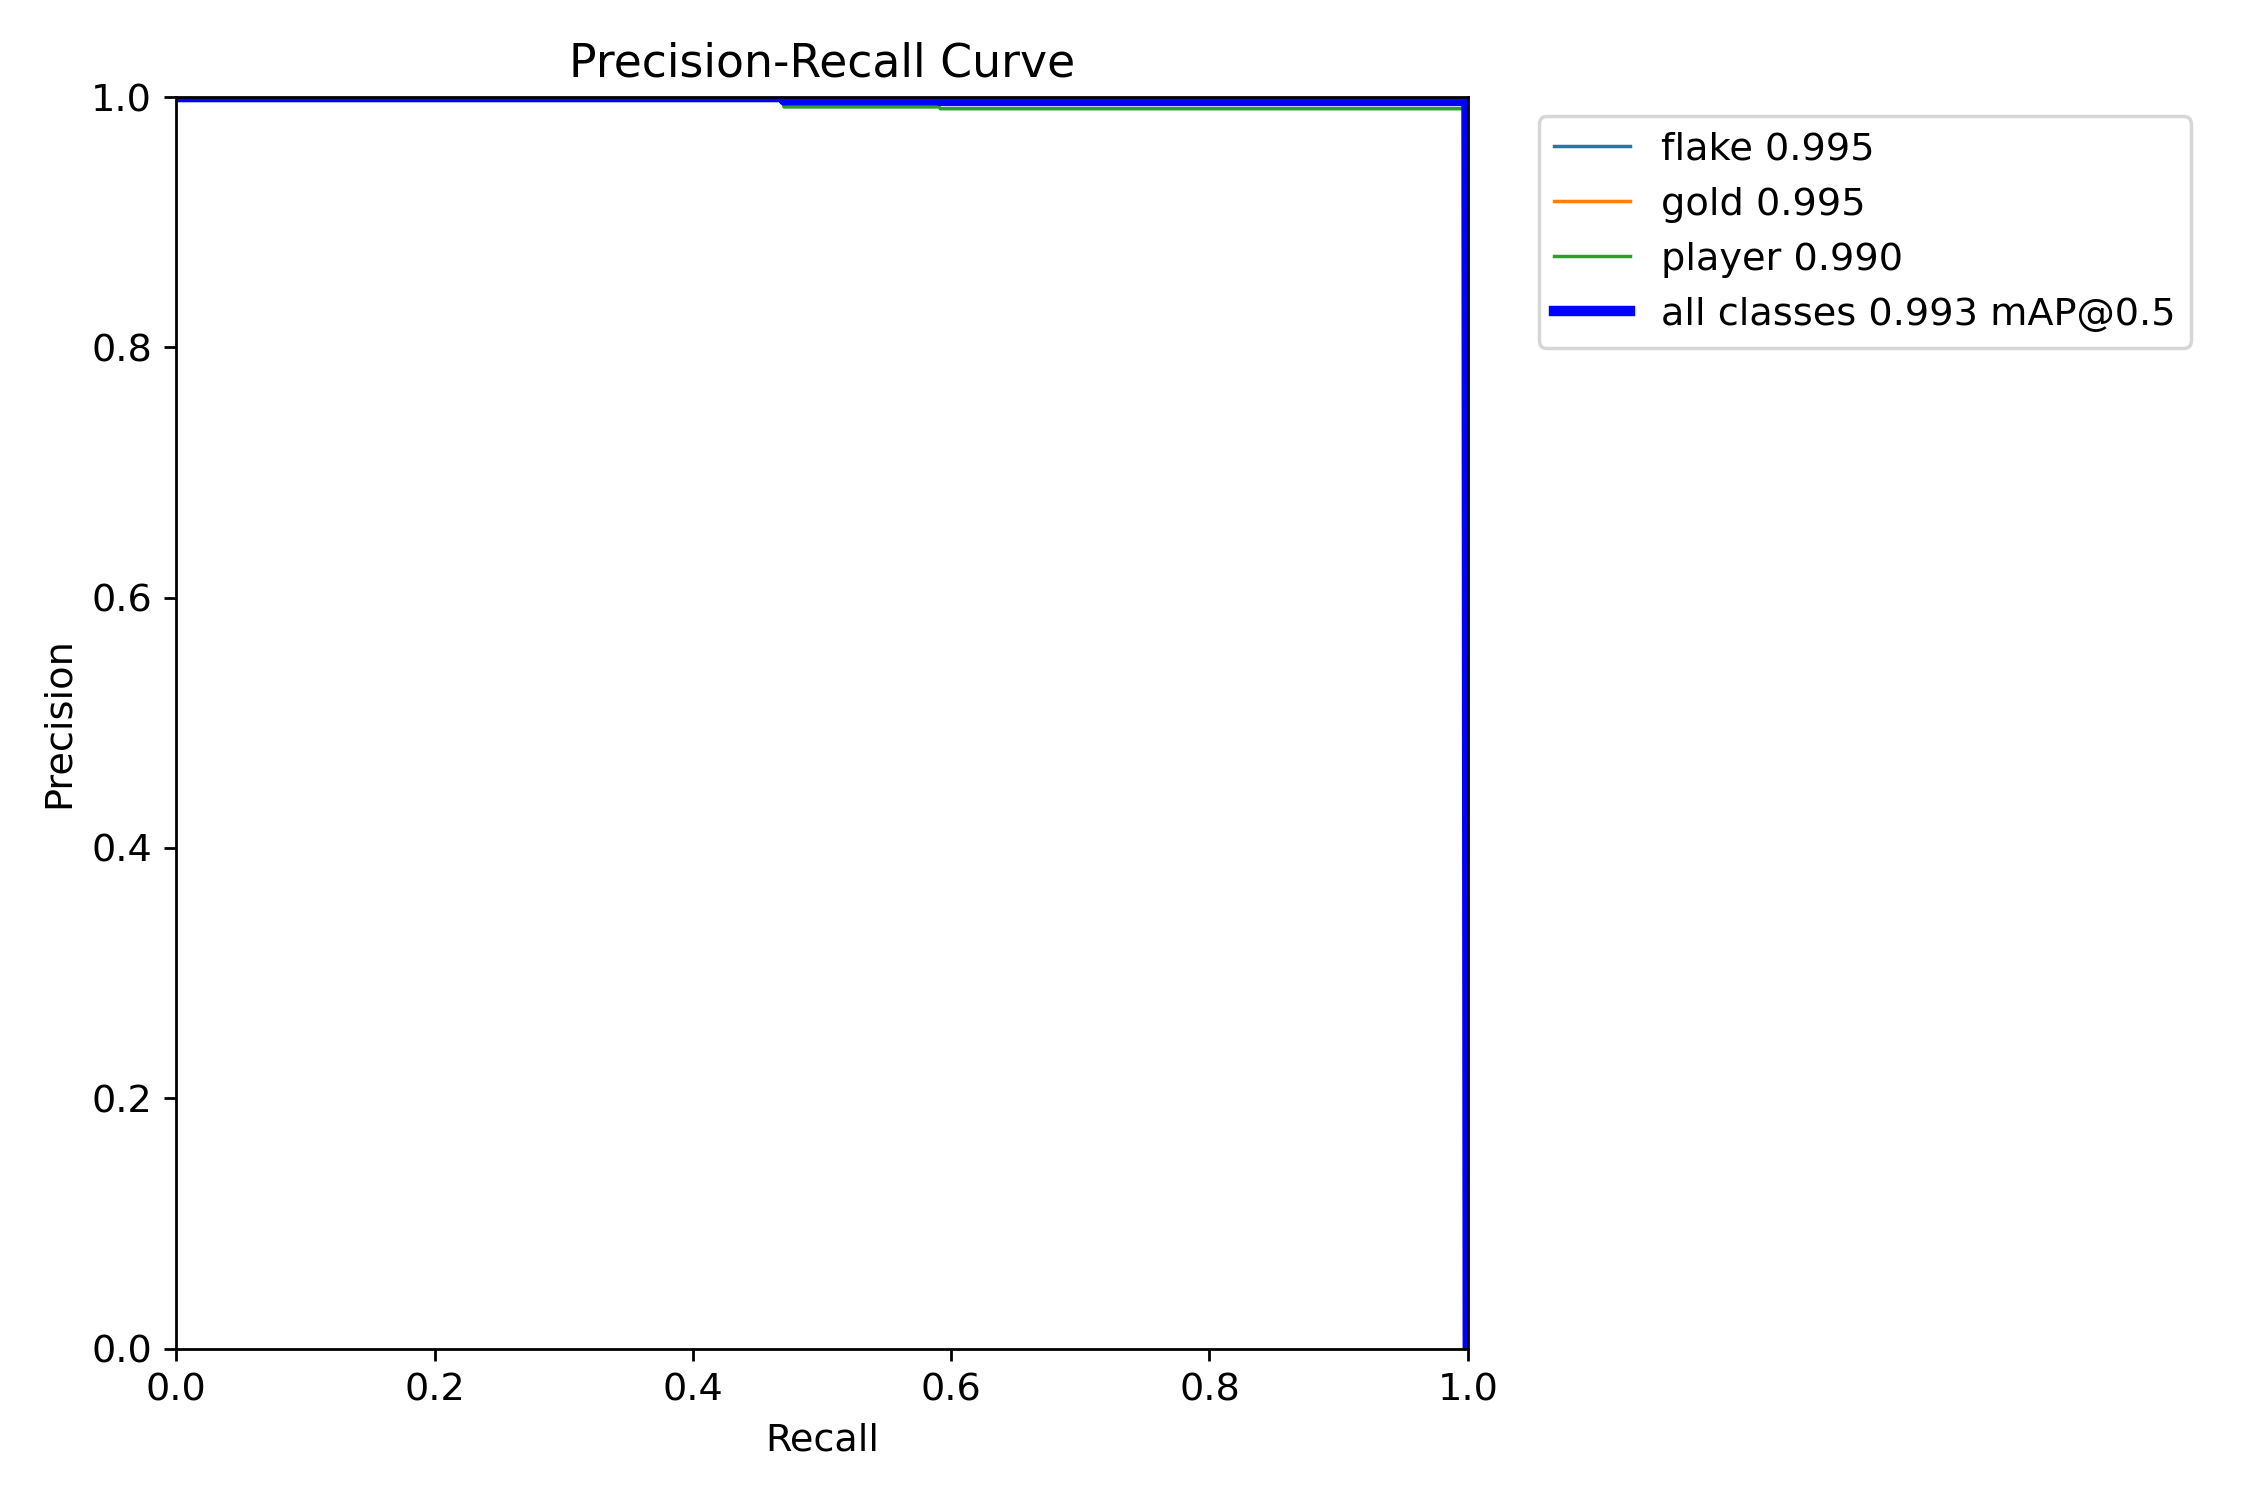 Precision-Recall Curve
1.0
0.8
0.6
0.4
0.2
0.0
Precision
0.0 0.2 0.4 0.6 0.8 1.0
Recall
flake 0.995
gold 0.995
player 0.990
all classes 0.993 mAP@0.5